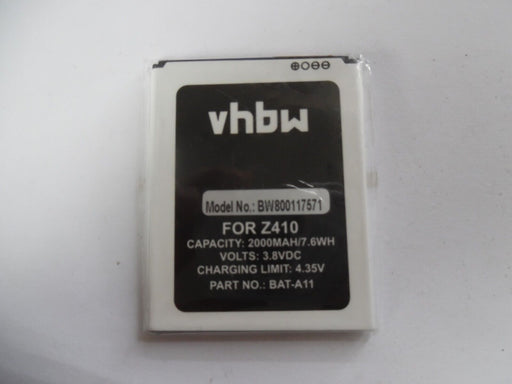 vhbw
Model No.: BW800117571
FOR Z410
CAPACITY: 2000MAH/7.6WH
VOLTS: 3.8VDC
CHARGING LIMIT: 4.35V
PART NO.: BAT-A11